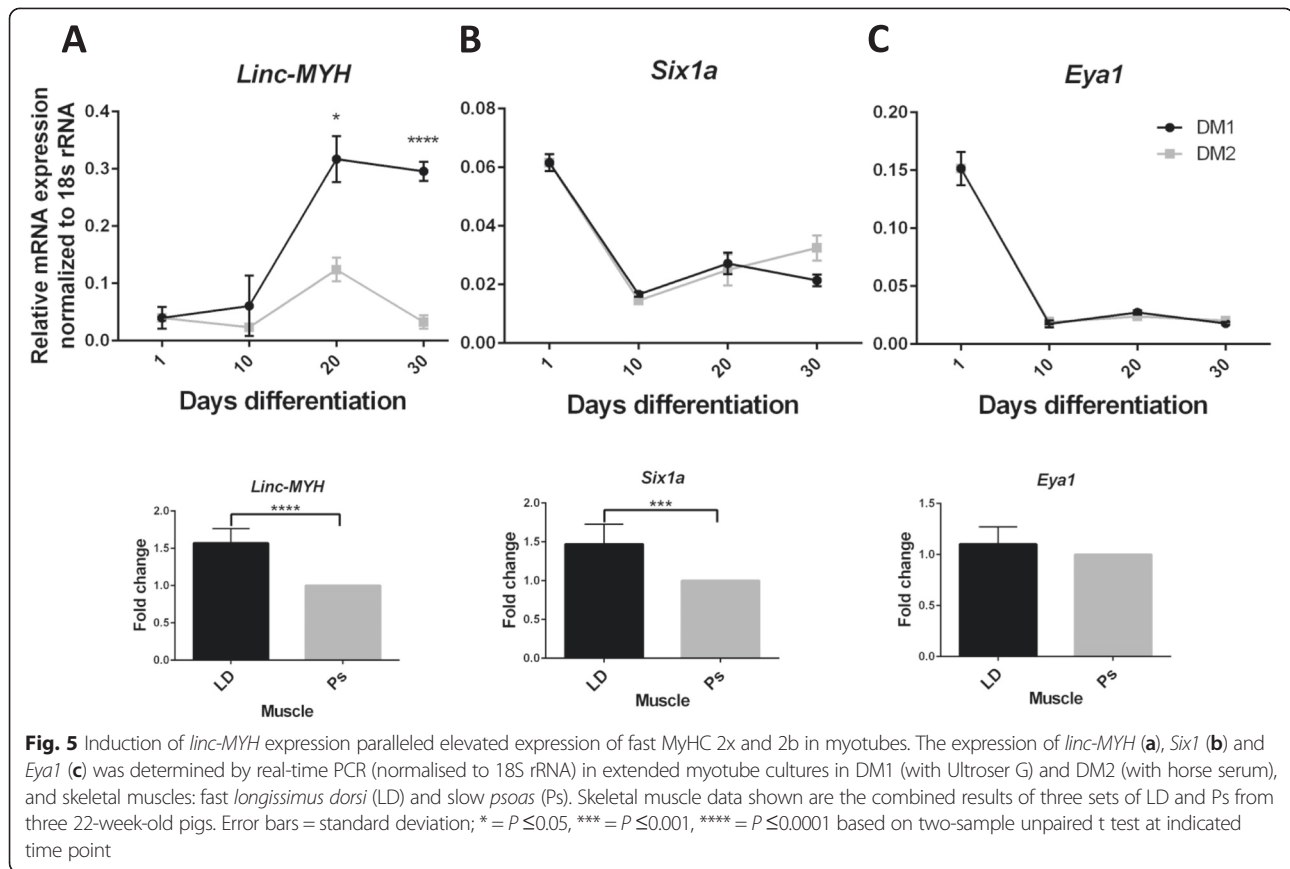 A
Linc-MYH
Relative mRNA expression
normalized to 18s rRNA
0.4
0.3
0.2
0.1
0.0
*
****
1
10
20
30
Days differentiation
B
Six1a
0.08
0.06
0.04
0.02
0.00
1
10
20
30
Days differentiation
C
Eya1
0.20
0.15
0.10
0.05
0.00
DM1
DM2
1
10
20
30
Days differentiation
Linc-MYH
Fold change
2.0
1.5
1.0
0.5
0.0
****
LD
Ps
Muscle
Six1a
Fold change
2.0
1.5
1.0
0.5
0.0
***
LD
Ps
Muscle
Eya1
Fold change
1.5
1.0
0.5
0.0
LD
Ps
Muscle
Fig. 5 Induction of linc-MYH expression paralleled elevated expression of fast MyHC 2x and 2b in myotubes. The expression of linc-MYH (a), Six1 (b) and
Eya1 (c) was determined by real-time PCR (normalised to 18S rRNA) in extended myotube cultures in DM1 (with Ultroser G) and DM2 (with horse serum),
and skeletal muscles: fast longissimus dorsi (LD) and slow psoas (Ps). Skeletal muscle data shown are the combined results of three sets of LD and Ps from
three 22-week-old pigs. Error bars = standard deviation; * = P ≤0.05, *** = P ≤0.001, **** = P ≤0.0001 based on two-sample unpaired t test at indicated
time point